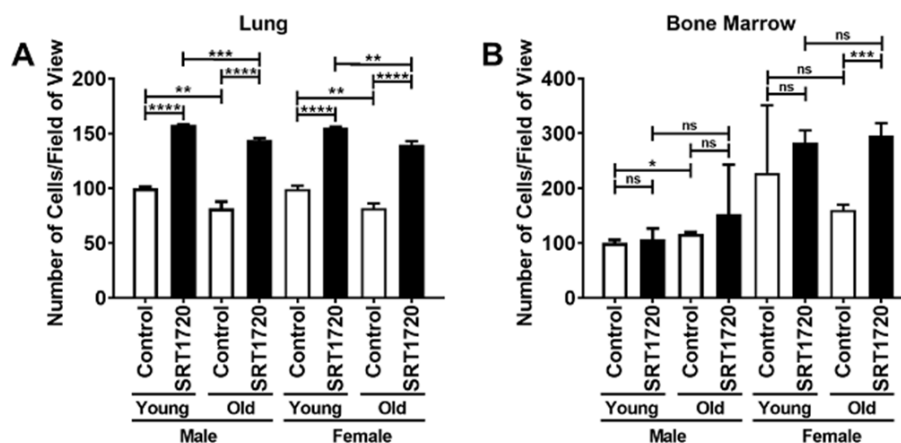 Lung
A
Number of Cells/Field of View
200
150
100
50
0
**
****
***
****
**
****
**
****
Control
SRT1720
Control
SRT1720
Control
SRT1720
Control
SRT1720
Young
Old
Young
Old
Male
Female
Bone Marrow
B
Number of Cells/Field of View
400
300
200
100
0
ns
*
ns
ns
ns
ns
ns
***
Control
SRT1720
Control
SRT1720
Control
SRT1720
Control
SRT1720
Young
Old
Young
Old
Male
Female